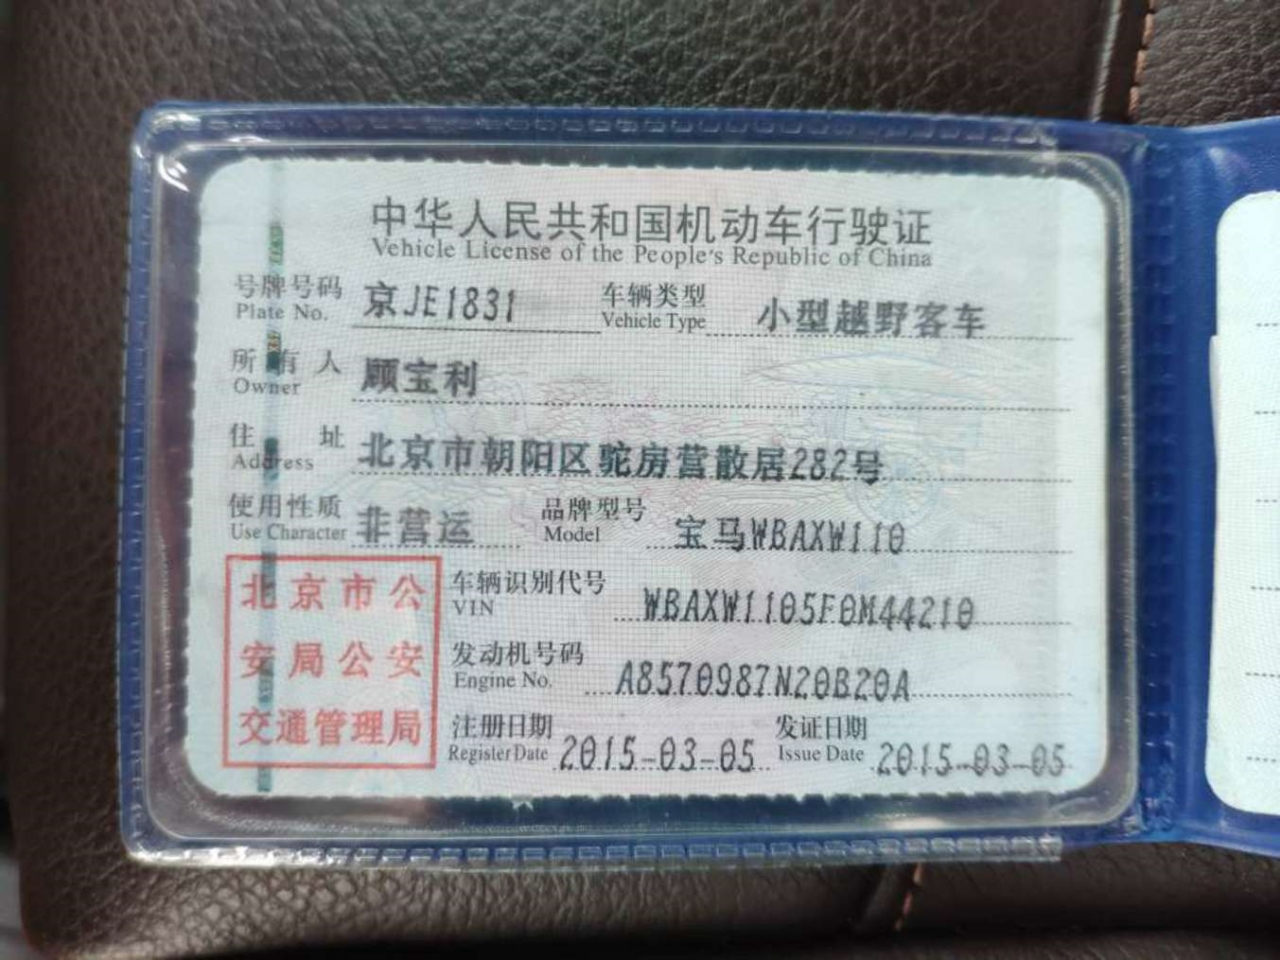 中华人民共和国机动车行驶证
Vehicle License of the People's Republic of China
号牌号码 京JE1831 车辆类型 小型越野客车
Plate No. Vehicle Type
所有人 顾宝利
Owner
住址 北京市朝阳区驼房营散居282号
Address
使用性质 非营运 品牌型号 宝马WBAXW110
Use Character Model
北京市公
安局公安
交通管理局
车辆识别代号 WBAXW1105F0M44210
VIN
发动机号码 A8570987N20B20A
Engine No.
注册日期 2015-03-05 发证日期 2015-03-05
Register Date Issue Date